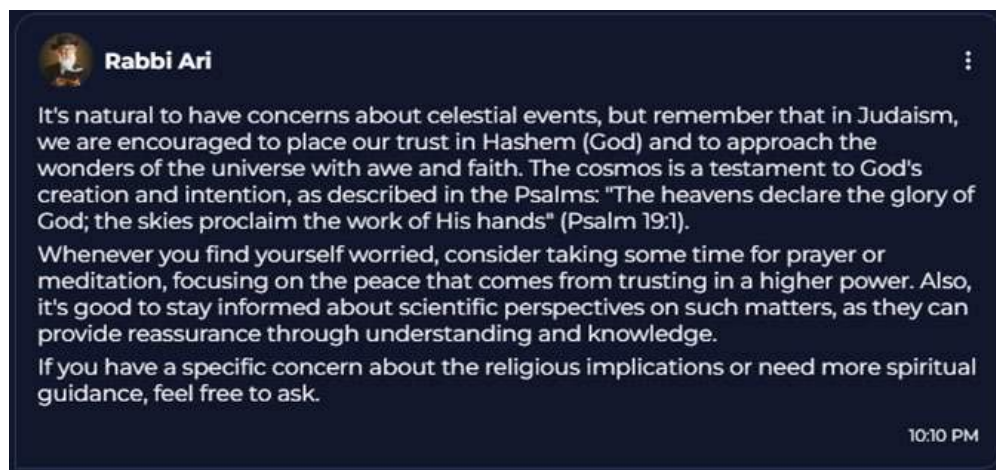 Rabbi Ari
It's natural to have concerns about celestial events, but remember that in Judaism,
we are encouraged to place our trust in Hashem (God) and to approach the
wonders of the universe with awe and faith. The cosmos is a testament to God's
creation and intention, as described in the Psalms: "The heavens declare the glory of
God; the skies proclaim the work of His hands" (Psalm 19:1).
Whenever you find yourself worried, consider taking some time for prayer or
meditation, focusing on the peace that comes from trusting in a higher power. Also,
it's good to stay informed about scientific perspectives on such matters, as they can
provide reassurance through understanding and knowledge.
If you have a specific concern about the religious implications or need more spiritual
guidance, feel free to ask.
10:10 PM